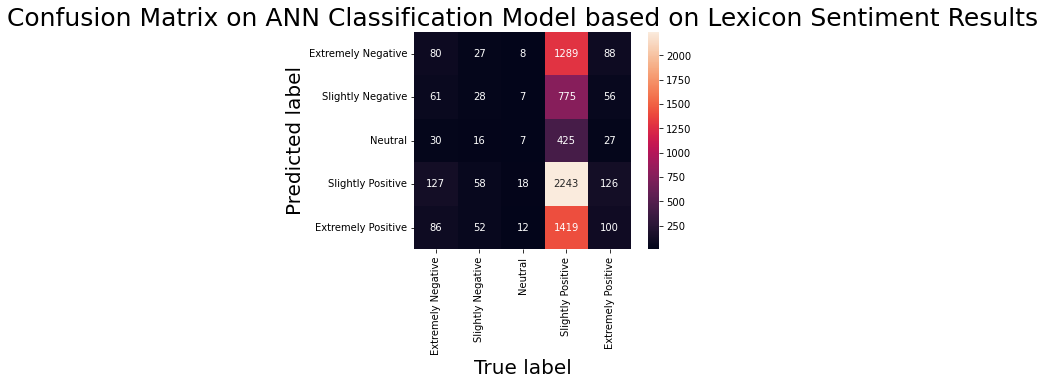 Confusion Matrix on ANN Classification Model based on Lexicon Sentiment Results
Predicted label
Extremely Negative 80 27 8 1289 88
Slightly Negative 61 28 7 775 56
Neutral 30 16 7 425 27
Slightly Positive 127 58 18 2243 126
Extremely Positive 86 52 12 1419 100
Extremely Negative
Slightly Negative
Neutral
Slightly Positive
Extremely Positive
True label
2000
1750
1500
1250
1000
750
500
250